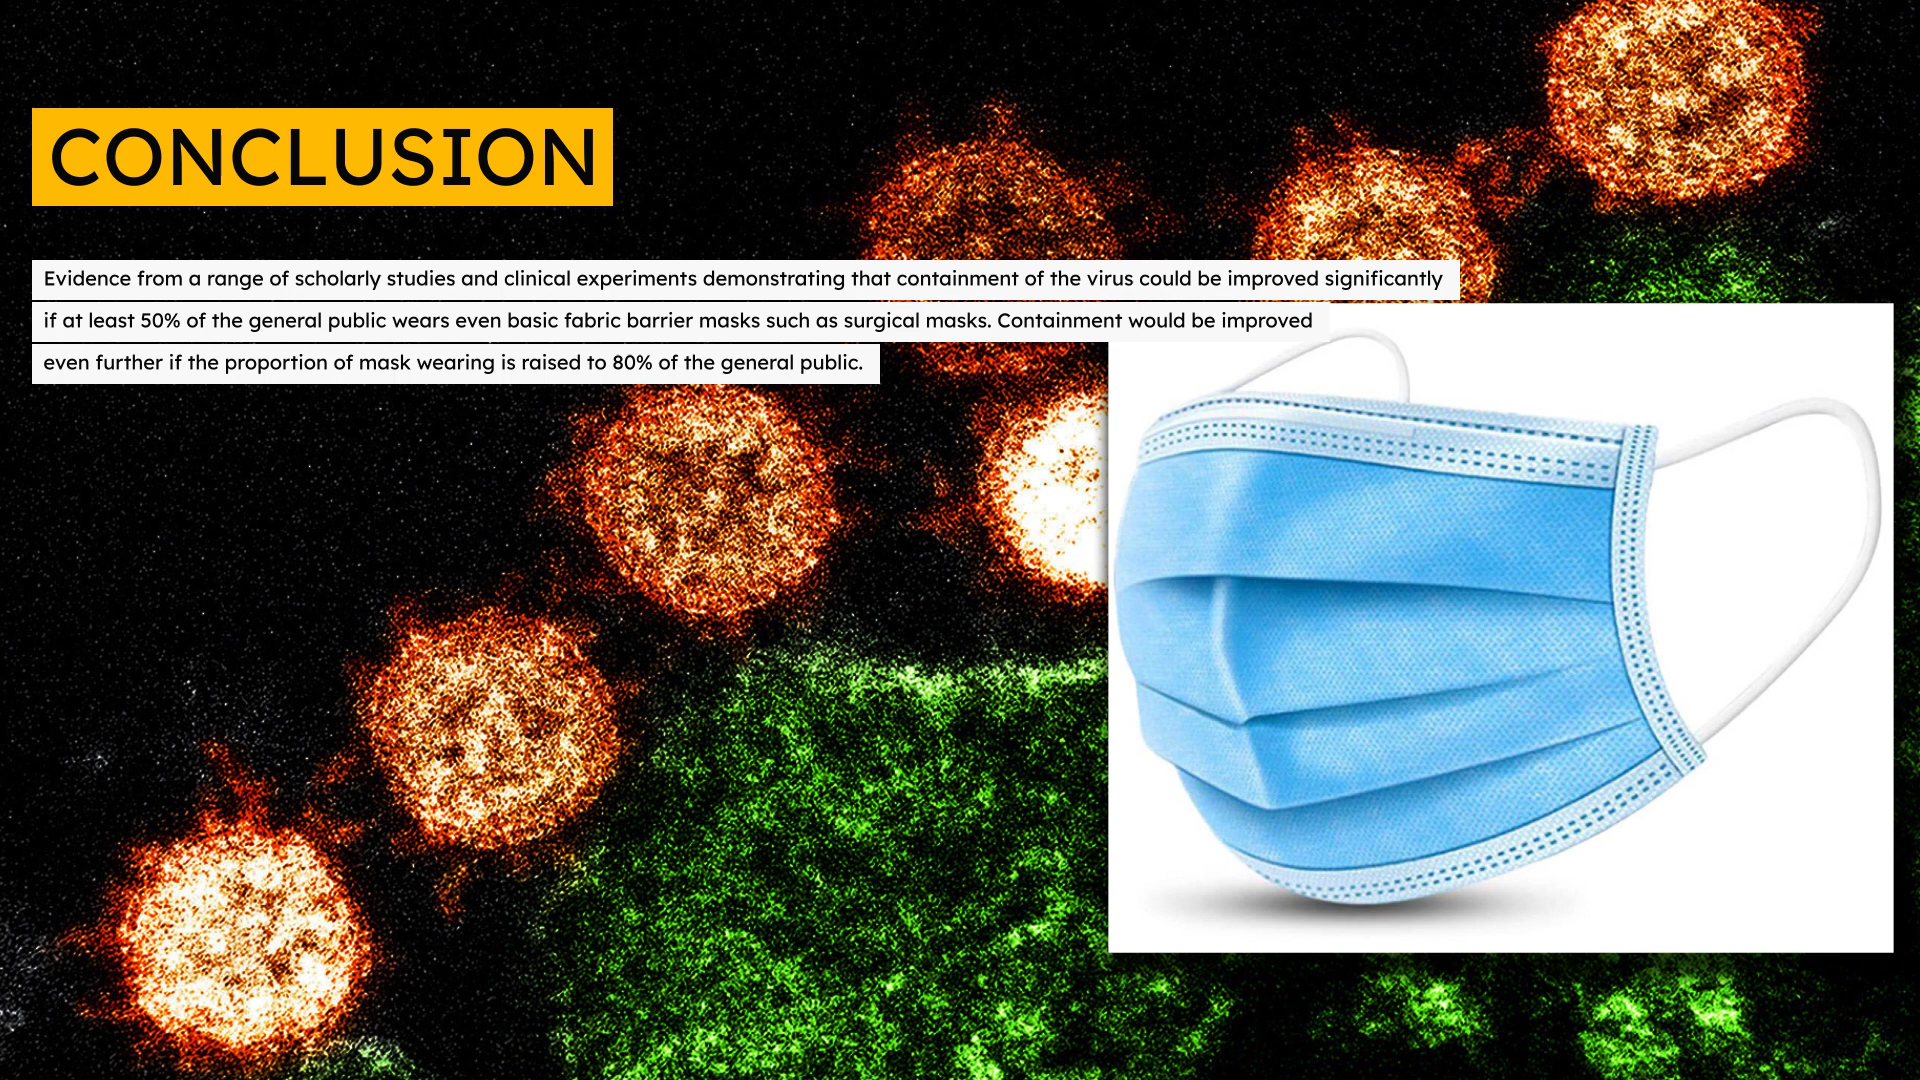 CONCLUSION
Evidence from a range of scholarly studies and clinical experiments demonstrating that containment of the virus could be improved significantly
if at least 50% of the general public wears even basic fabric barrier masks such as surgical masks. Containment would be improved
even further if the proportion of mask wearing is raised to 80% of the general public.